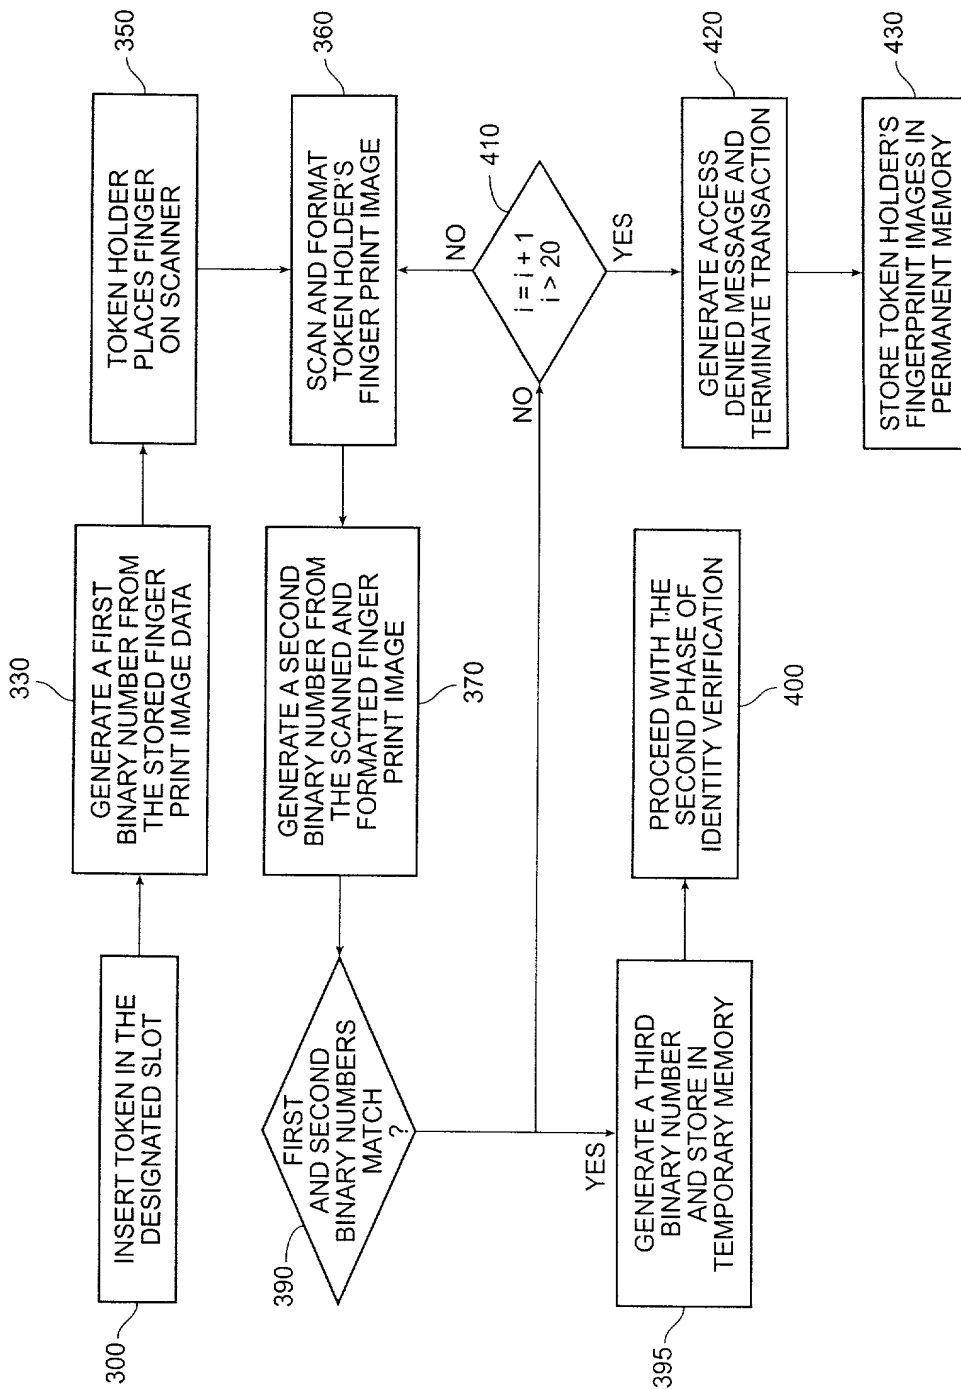 300
INSERT TOKEN IN THE
DESIGNATED SLOT
330
GENERATE A FIRST
BINARY NUMBER FROM
THE STORED FINGER
PRINT IMAGE DATA
350
TOKEN HOLDER
PLACES FINGER
ON SCANNER
360
SCAN AND FORMAT
TOKEN HOLDER'S
FINGER PRINT IMAGE
GENERATE A SECOND
BINARY NUMBER FROM
THE SCANNED AND
FORMATTED FINGER
PRINT IMAGE
370
390
FIRST
AND SECOND
BINARY NUMBERS
MATCH
?
NO
YES
410
i = i + 1
i > 20
NO
YES
395
GENERATE A THIRD
BINARY NUMBER
AND STORE IN
TEMPORARY MEMORY
PROCEED WITH THE
SECOND PHASE OF
IDENTITY VERIFICATION
400
420
GENERATE ACCESS
DENIED MESSAGE AND
TERMINATE TRANSACTION
430
STORE TOKEN HOLDER'S
FINGERPRINT IMAGES IN
PERMANENT MEMORY